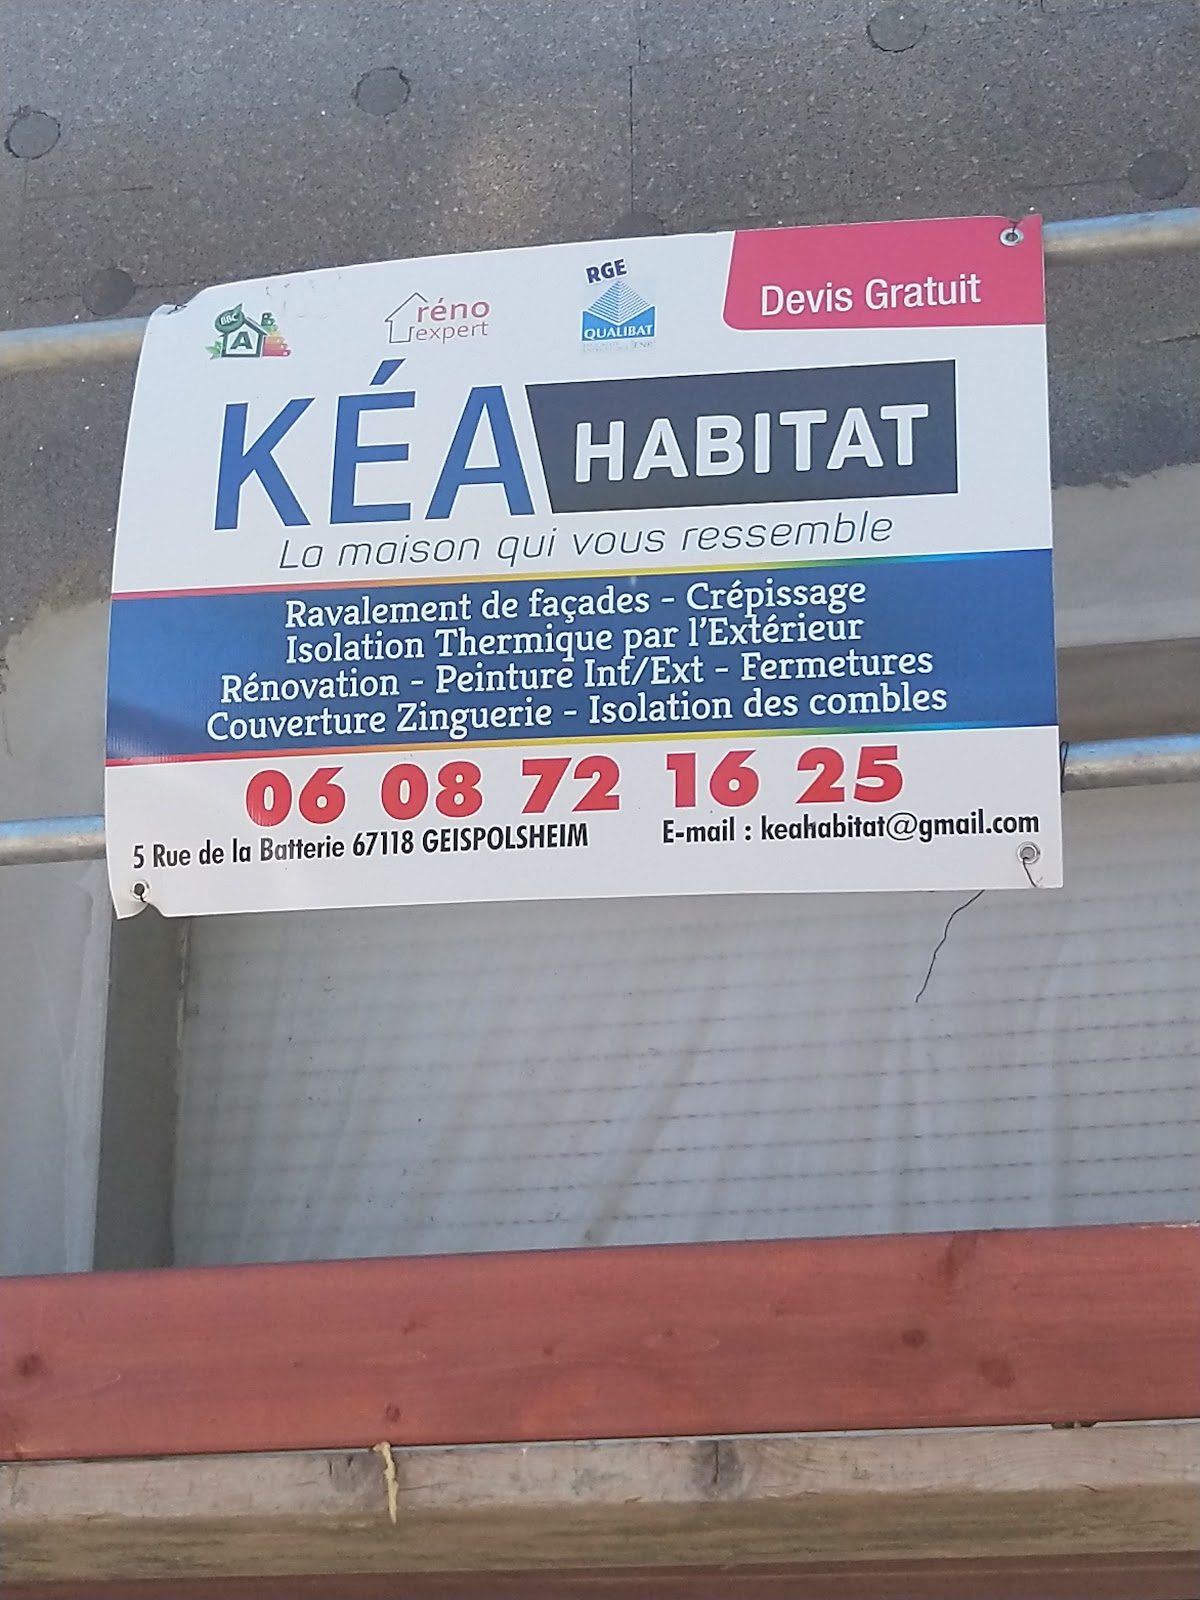 BBC
A
réno
expert
RGE
QUALIBAT
Devis Gratuit
KÉA HABITAT
La maison qui vous ressemble
Ravalement de façades - Crépissage
Isolation Thermique par l'Extérieur
Rénovation - Peinture Int/Ext - Fermetures
Couverture Zinguerie - Isolation des combles
06 08 72 16 25
5 Rue de la Batterie 67118 GEISPOLSHEIM
E-mail : keahabitat@gmail.com